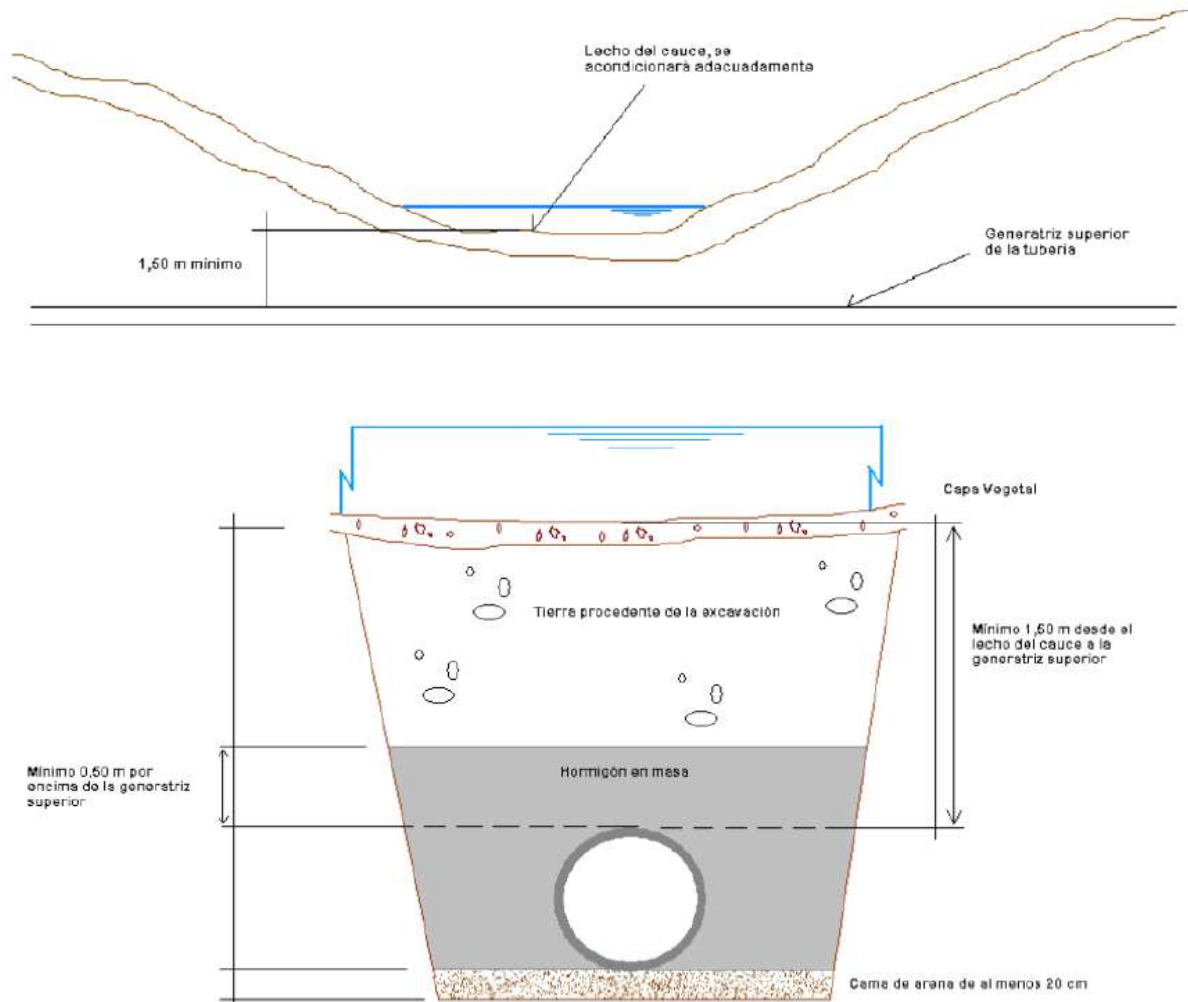 Lecho del cauce, se
acondicionará adecuadamente
Generatriz superior
de la tubería
1,50 m mínimo
Capa Vegetal
Tierra procedente de la excavación
Mínimo 1,50 m desde el
lecho del cauce a la
generatriz superior
Hormigón en masa
Mínimo 0,50 m por
encima de la generatriz
superior
Cama de arena de al menos 20 cm